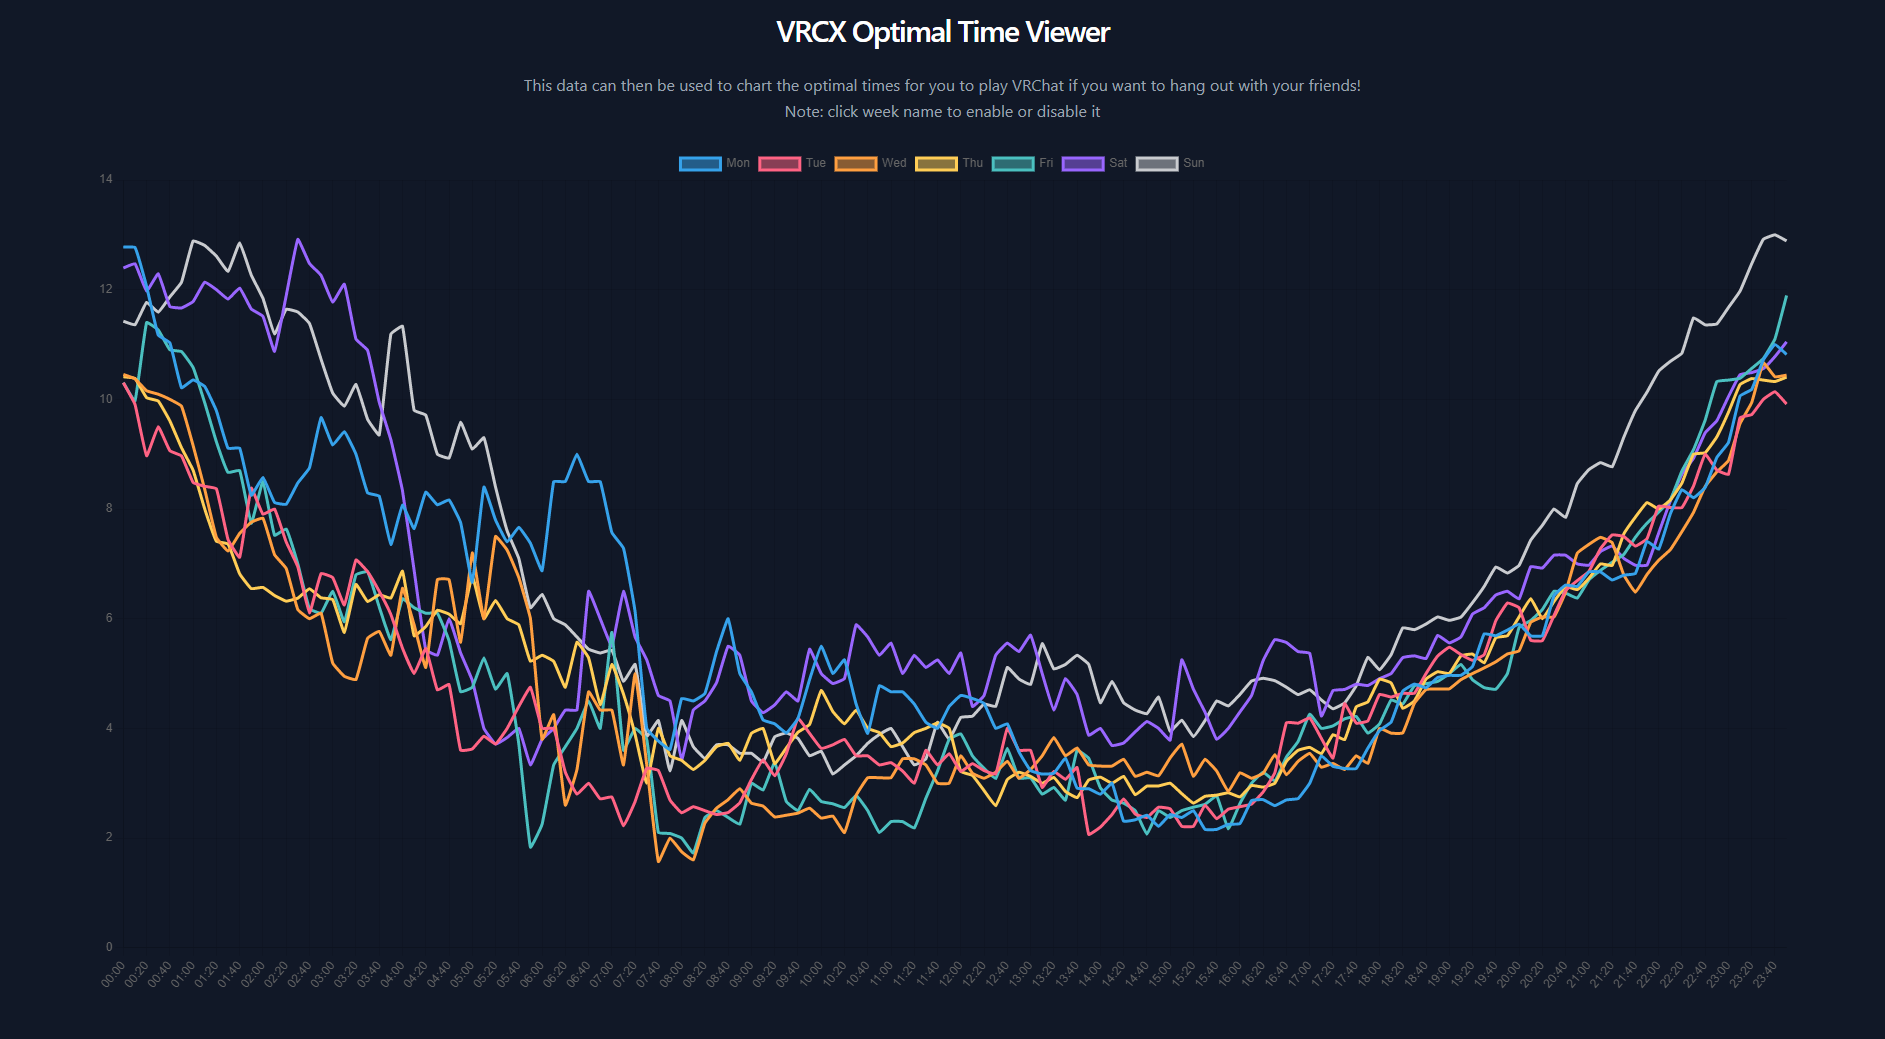 VRCX Optimal Time Viewer
This data can then be used to chart the optimal times for you to play VRChat if you want to hang out with your friends!
Note: click week name to enable or disable it
Mon Tue Wed Thu Fri Sat Sun
14
12
10
8
6
4
2
0
00:00 00:20 00:40 01:00 01:20 01:40 02:00 02:20 02:40 03:00 03:20 03:40 04:00 04:20 04:40 05:00 05:20 05:40 06:00 06:20 06:40 07:00 07:20 07:40 08:00 08:20 08:40 09:00 09:20 09:40 10:00 10:20 10:40 11:00 11:20 11:40 12:00 12:20 12:40 13:00 13:20 13:40 14:00 14:20 14:40 15:00 15:20 15:40 16:00 16:20 16:40 17:00 17:20 17:40 18:00 18:20 18:40 19:00 19:20 19:40 20:00 20:20 20:40 21:00 21:20 21:40 22:00 22:20 22:40 23:00 23:20 23:40